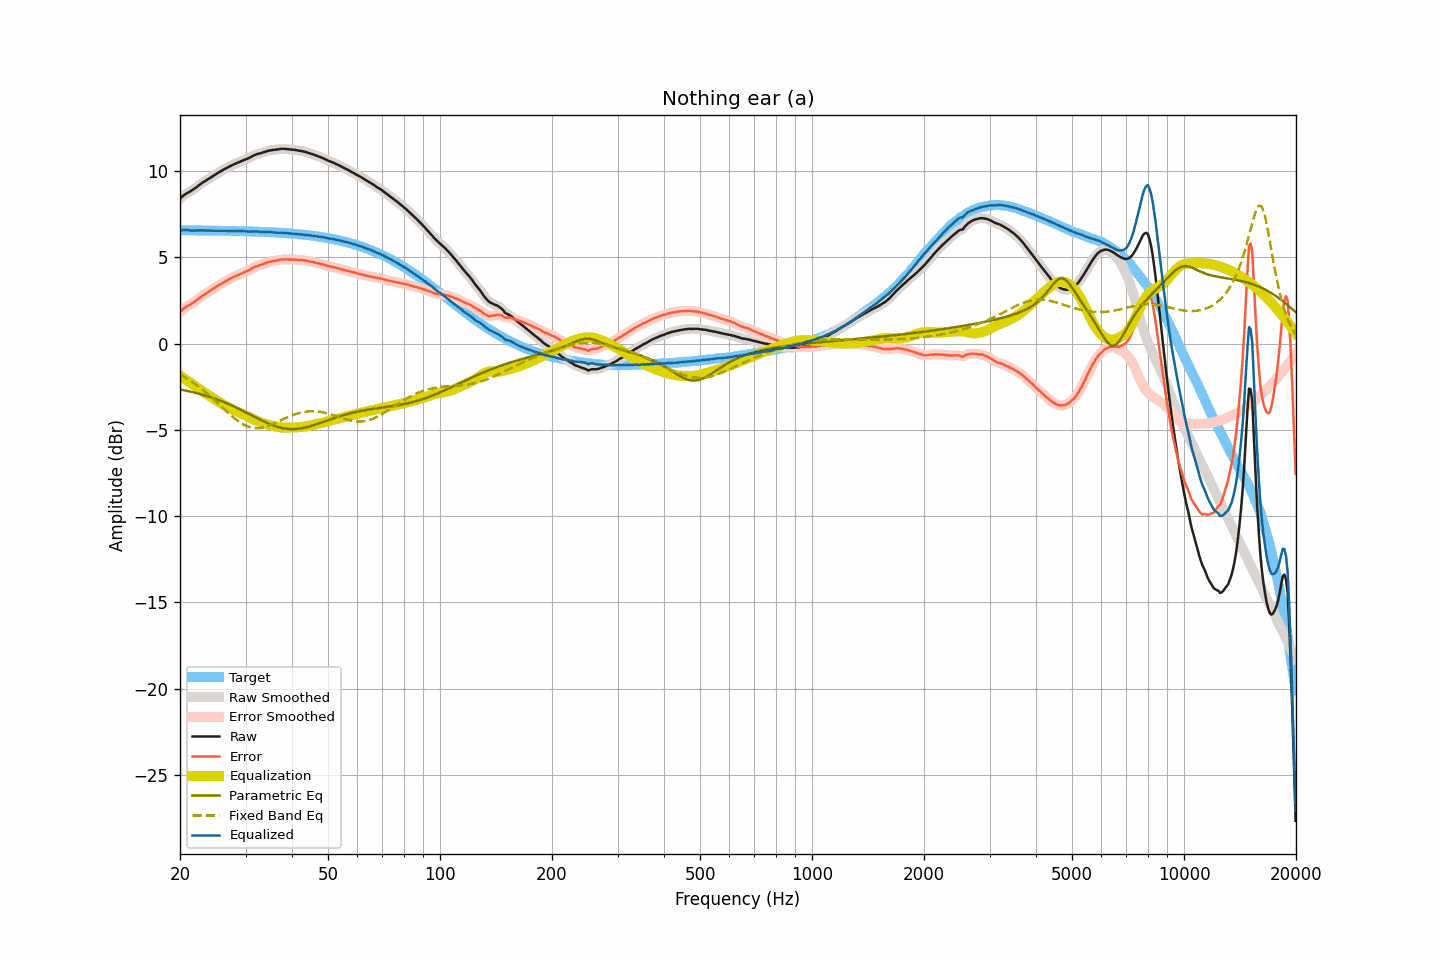 Nothing ear (a)
10
5
0
−5
−10
−15
−20
−25
Amplitude (dBr)
Target
Raw Smoothed
Error Smoothed
Raw
Error
Equalization
Parametric Eq
Fixed Band Eq
Equalized
20 50 100 200 500 1000 2000 5000 10000 20000
Frequency (Hz)